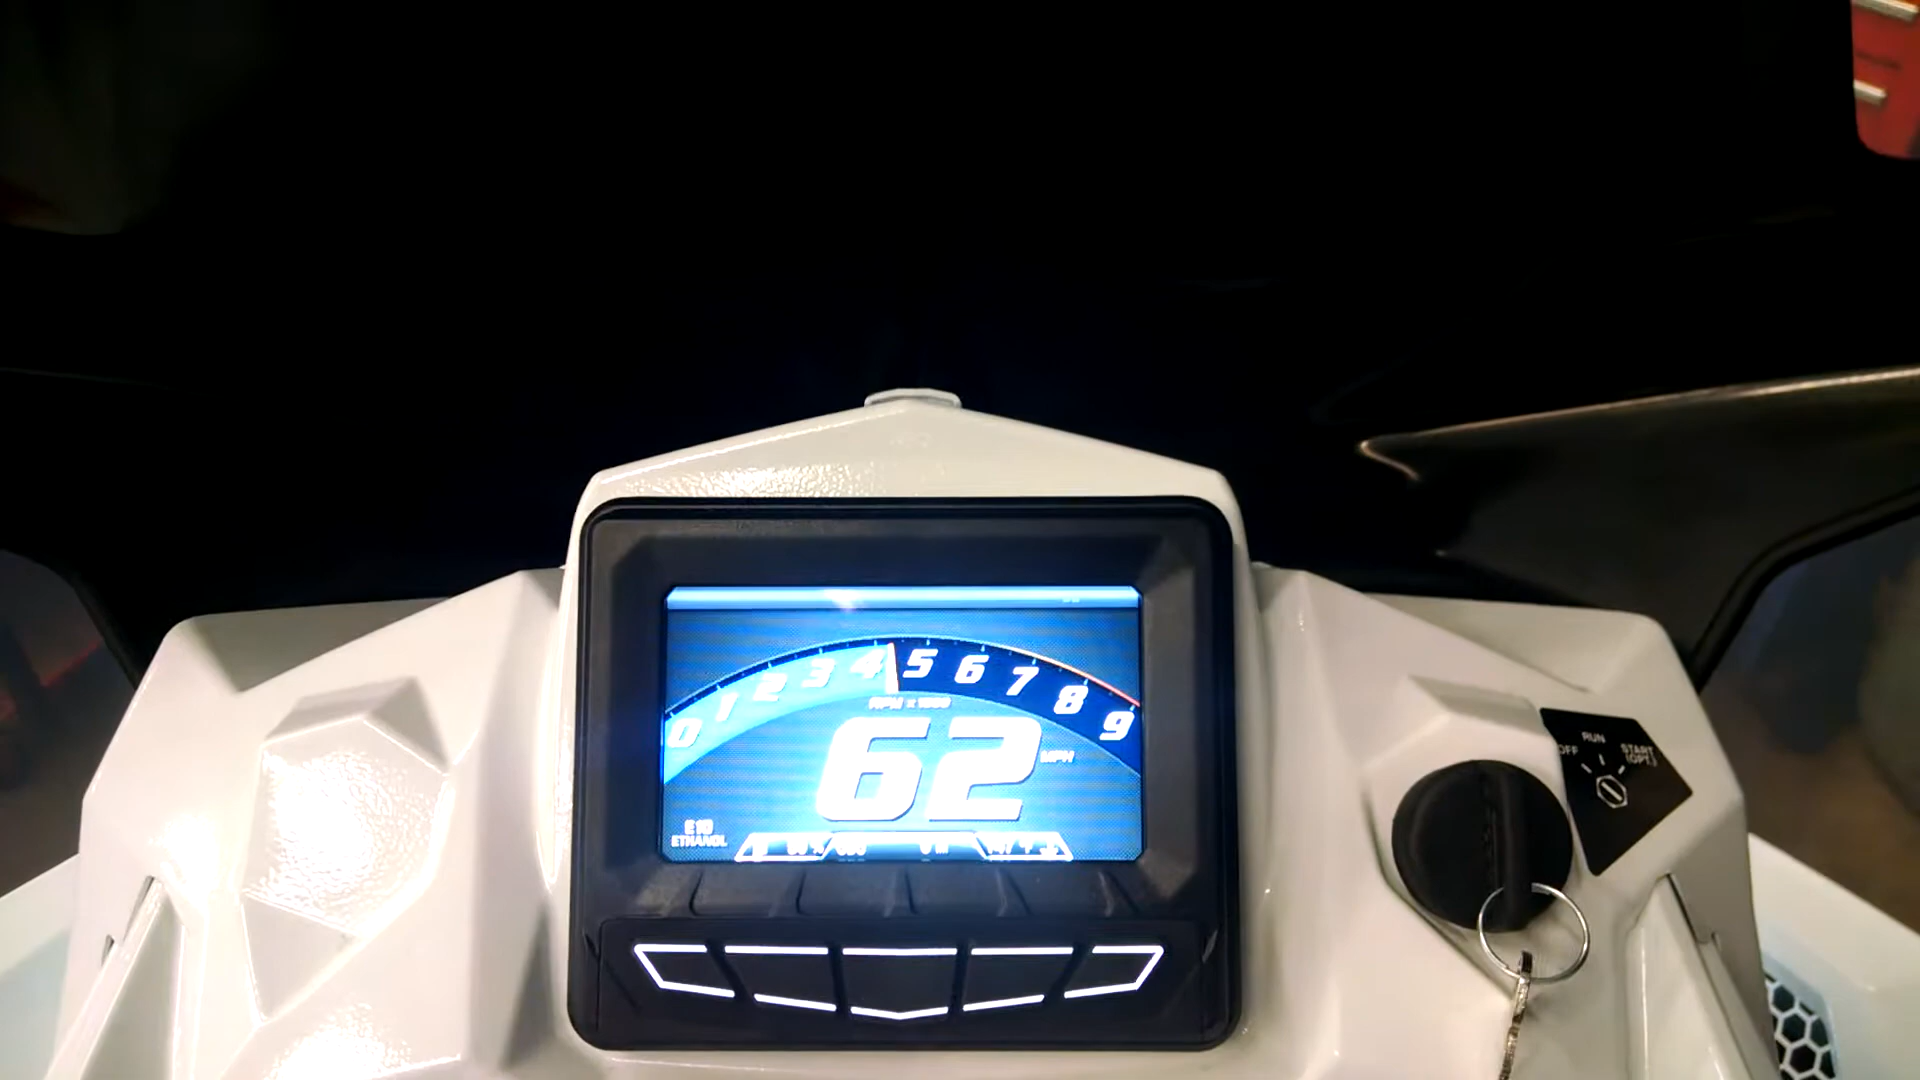 0 1 2 3 4 5 6 7 8 9
RPM x 1000
62 MPH
E10
ETHANOL
OFF RUN START
(OPT.)